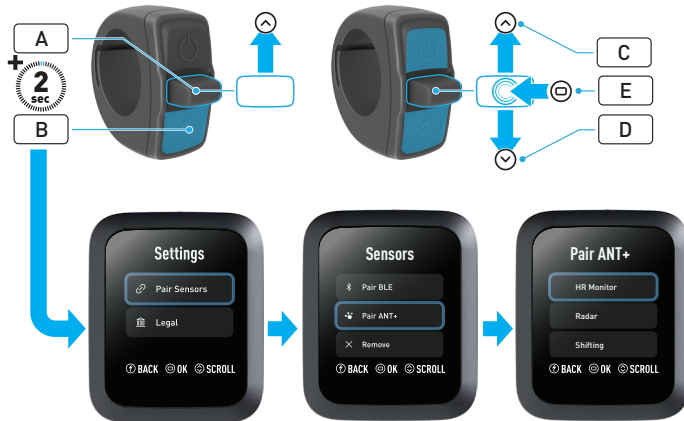 A
C
+
2
sec
E
B
D
Settings
Pair Sensors
Legal
BACK OK SCROLL
Sensors
Pair BLE
Pair ANT+
Remove
BACK OK SCROLL
Pair ANT+
HR Monitor
Radar
Shifting
BACK OK SCROLL